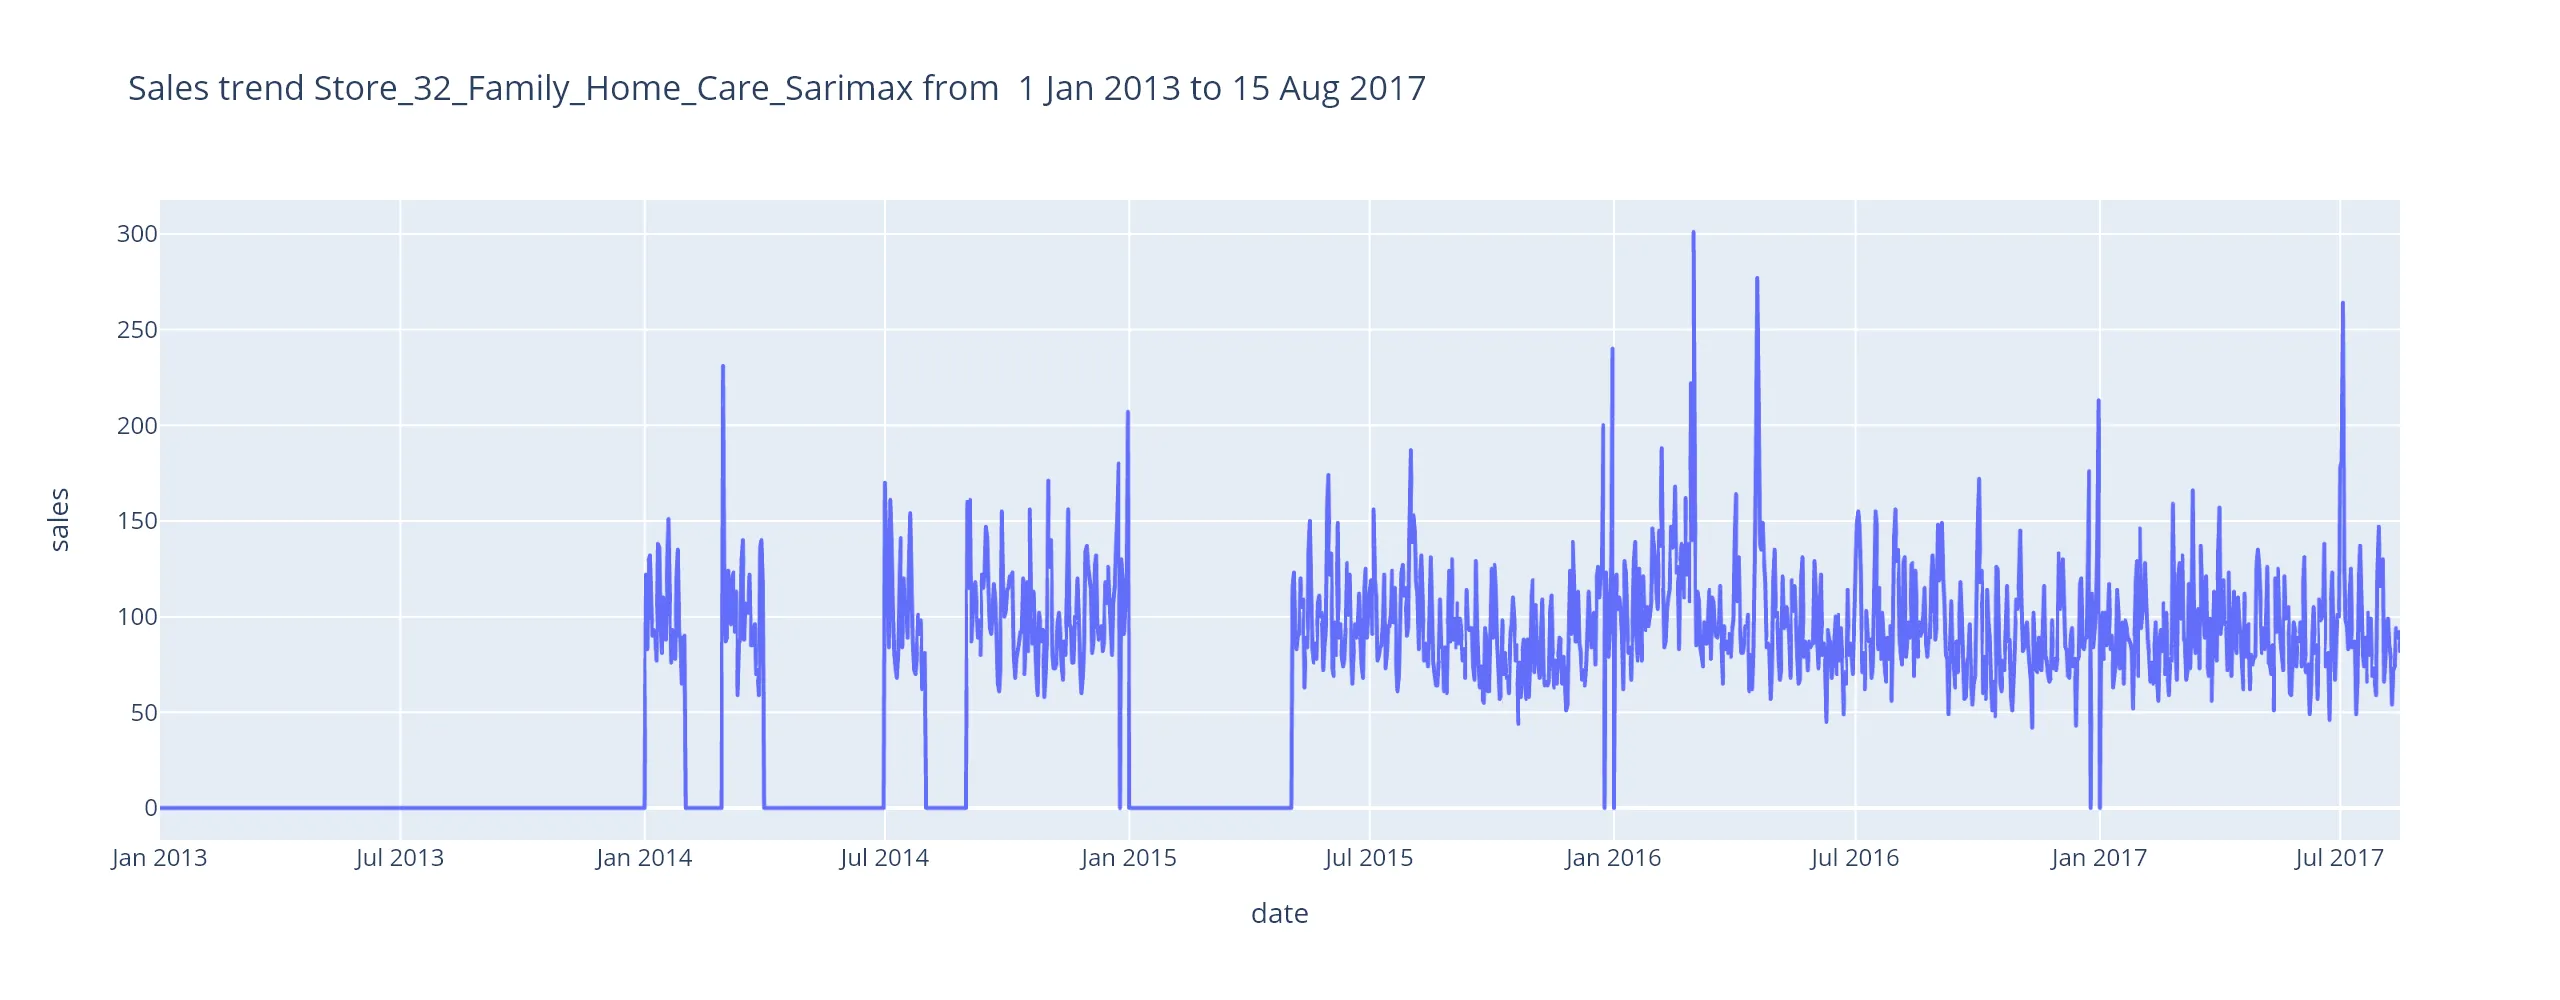 Sales trend Store_32_Family_Home_Care_Sarimax from  1 Jan 2013 to 15 Aug 2017
300
250
200
150
100
50
0
sales
Jan 2013 Jul 2013 Jan 2014 Jul 2014 Jan 2015 Jul 2015 Jan 2016 Jul 2016 Jan 2017 Jul 2017
date